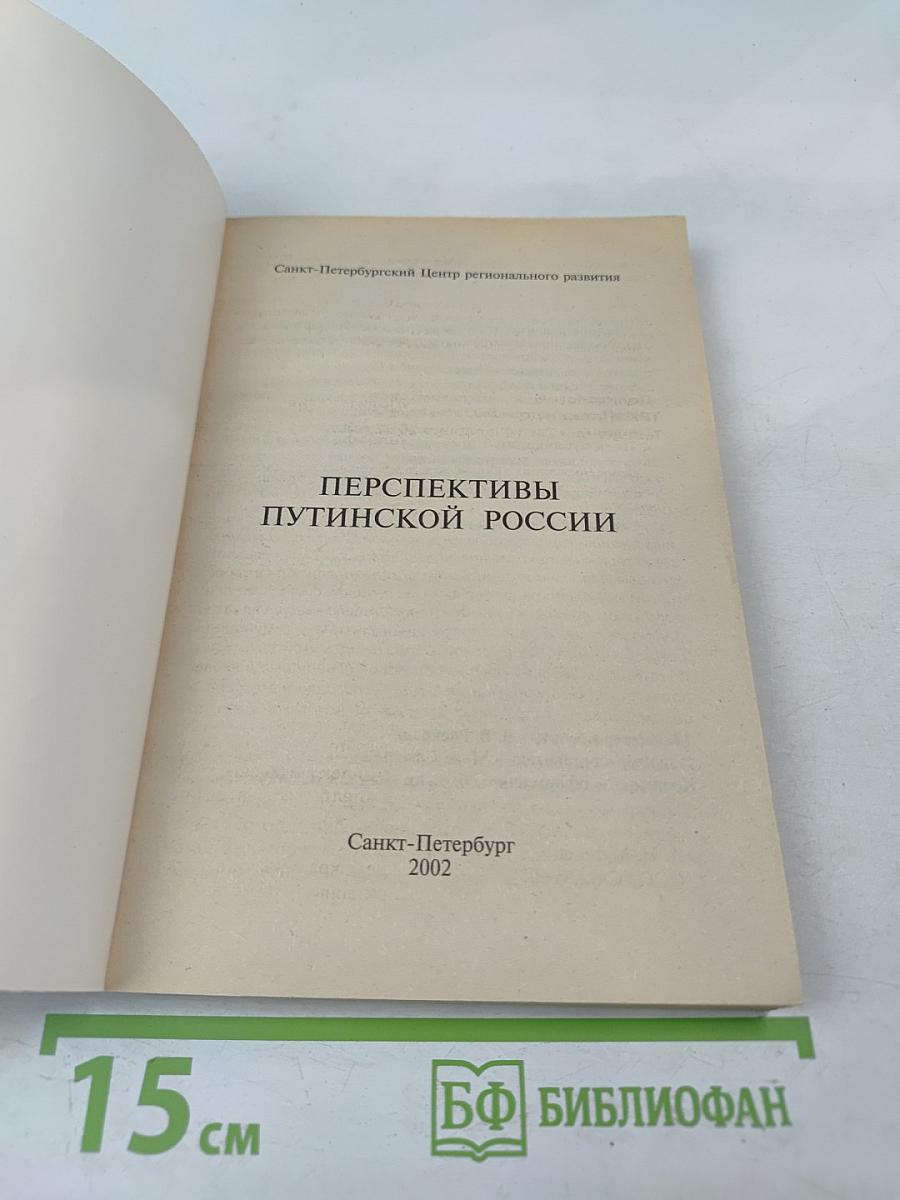 Санкт-Петербургский Центр регионального развития
ПЕРСПЕКТИВЫ
ПУТИНСКОЙ РОССИИ
Санкт-Петербург
2002
15 см
БФ БИБЛИОФАН